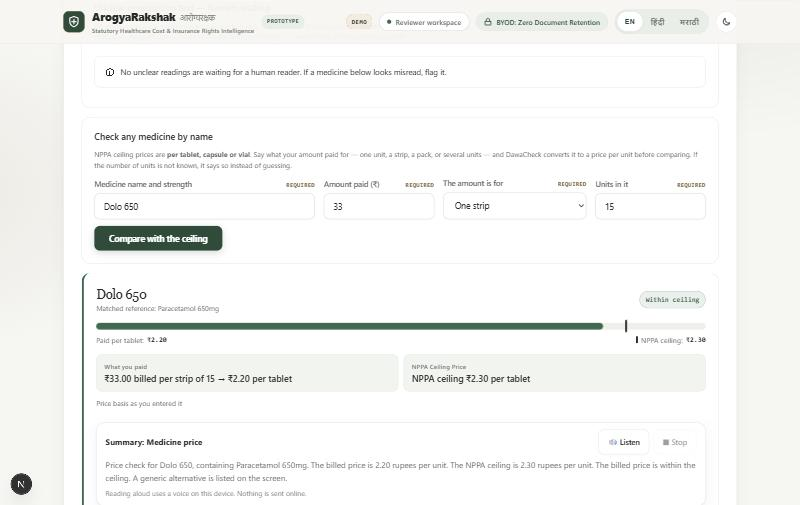 ArogyaRakshak आरोग्यरक्षक
Statutory Healthcare Cost & Insurance Rights Intelligence
PROTOTYPE
DEMO
Reviewer workspace
BYOD: Zero Document Retention
EN
हिंदी
मराठी
No unclear readings are waiting for a human reader. If a medicine below looks misread, flag it.
Check any medicine by name
NPPA ceiling prices are per tablet, capsule or vial. Say what your amount paid for — one unit, a strip, a pack, or several units — and DawaCheck converts it to a price per unit before comparing. If
the number of units is not known, it says so instead of guessing.
Medicine name and strength REQUIRED
Amount paid (₹) REQUIRED
The amount is for REQUIRED
Units in it REQUIRED
Dolo 650
33
One strip
15
Compare with the ceiling
Dolo 650
Matched reference: Paracetamol 650mg
Within ceiling
Paid per tablet: ₹2.20
NPPA ceiling: ₹2.30
What you paid
₹33.00 billed per strip of 15 → ₹2.20 per tablet
NPPA Ceiling Price
NPPA ceiling ₹2.30 per tablet
Price basis as you entered it
Summary: Medicine price
Listen
Stop
Price check for Dolo 650, containing Paracetamol 650mg. The billed price is 2.20 rupees per unit. The NPPA ceiling is 2.30 rupees per unit. The billed price is within the
ceiling. A generic alternative is listed on the screen.
Reading aloud uses a voice on this device. Nothing is sent online.
N